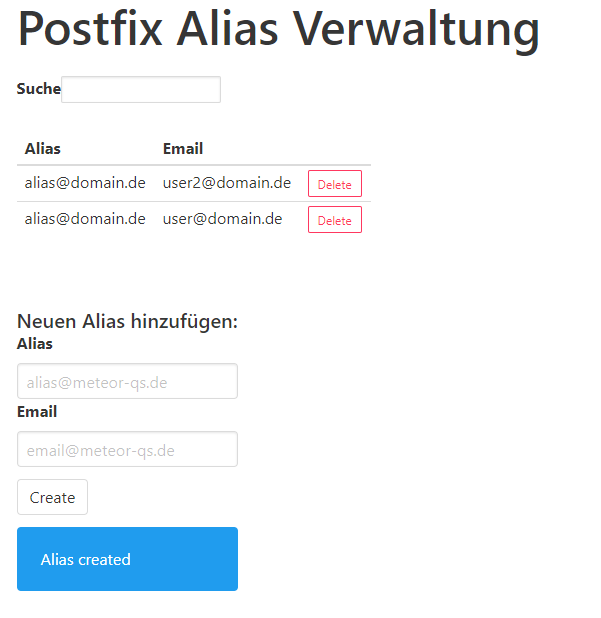 Postfix Alias Verwaltung
Suche
Alias Email
alias@domain.de user2@domain.de Delete
alias@domain.de user@domain.de Delete
Neuen Alias hinzufügen:
Alias
alias@meteor-qs.de
Email
email@meteor-qs.de
Create
Alias created